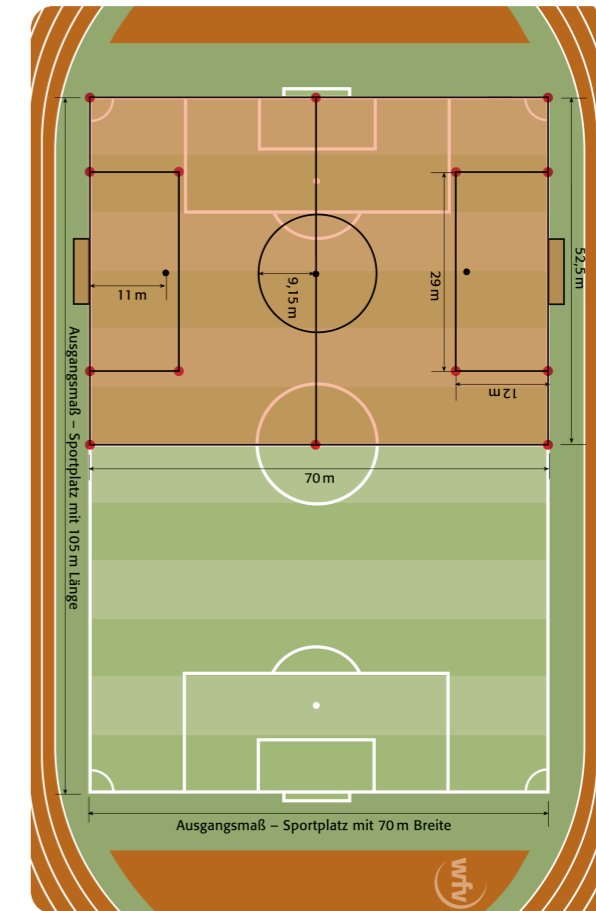 52,5 m
11 m
9,15 m
29 m
12 m
70 m
Ausgangsmaß – Sportplatz mit 105 m Länge
Ausgangsmaß – Sportplatz mit 70 m Breite
wfv